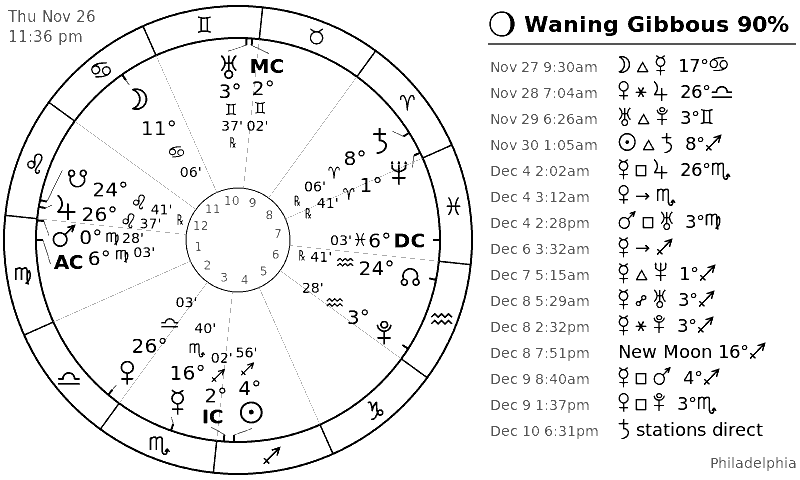 Thu Nov 26
11:36 pm
☽ Waning Gibbous 90%
Nov 27 9:30am ☽ △ ☿ 17°♋
Nov 28 7:04am ♀ ⚹ ♃ 26°♎
Nov 29 6:26am ♅ △ ♇ 3°♊
Nov 30 1:05am ☉ △ ♄ 8°♐
Dec 4 2:02am ☿ □ ♃ 26°♏
Dec 4 3:12am ♀ → ♏
Dec 4 2:28pm ♂ □ ♅ 3°♍
Dec 6 3:32am ☿ → ♐
Dec 7 5:15am ☿ △ ♆ 1°♐
Dec 8 5:29am ☿ ☍ ♅ 3°♐
Dec 8 2:32pm ☿ ⚹ ♇ 3°♐
Dec 8 7:51pm New Moon 16°♐
Dec 9 8:40am ☿ □ ♂ 4°♐
Dec 9 1:37pm ♀ □ ♇ 3°♏
Dec 10 6:31pm ♄ stations direct
Philadelphia
♊
♉
♋
♈
♌
♓
♍
♒
♎
♑
♏
♐
♅ 3° ♊ 37' ℞
MC 2° ♊ 02'
☽ 11° ♋ 06'
♄ 8° ♈ 06' ℞
♆ 1° ♈ 41' ℞
☋ 24° ♌ 41' ℞
♃ 26° ♌ 37'
♂ 0° ♍ 28'
AC 6° ♍ 03'
03' ♓ 6° DC
℞ 41' ♒ 24° ☊
28' ♒ 3° ♇
03' ♎ 26° ♀
40' ♏ 16° ☿
02' ♐ 2° IC
56' ♐ 4° ☉
10
9
11
8
12
7
1
6
2
5
3
4